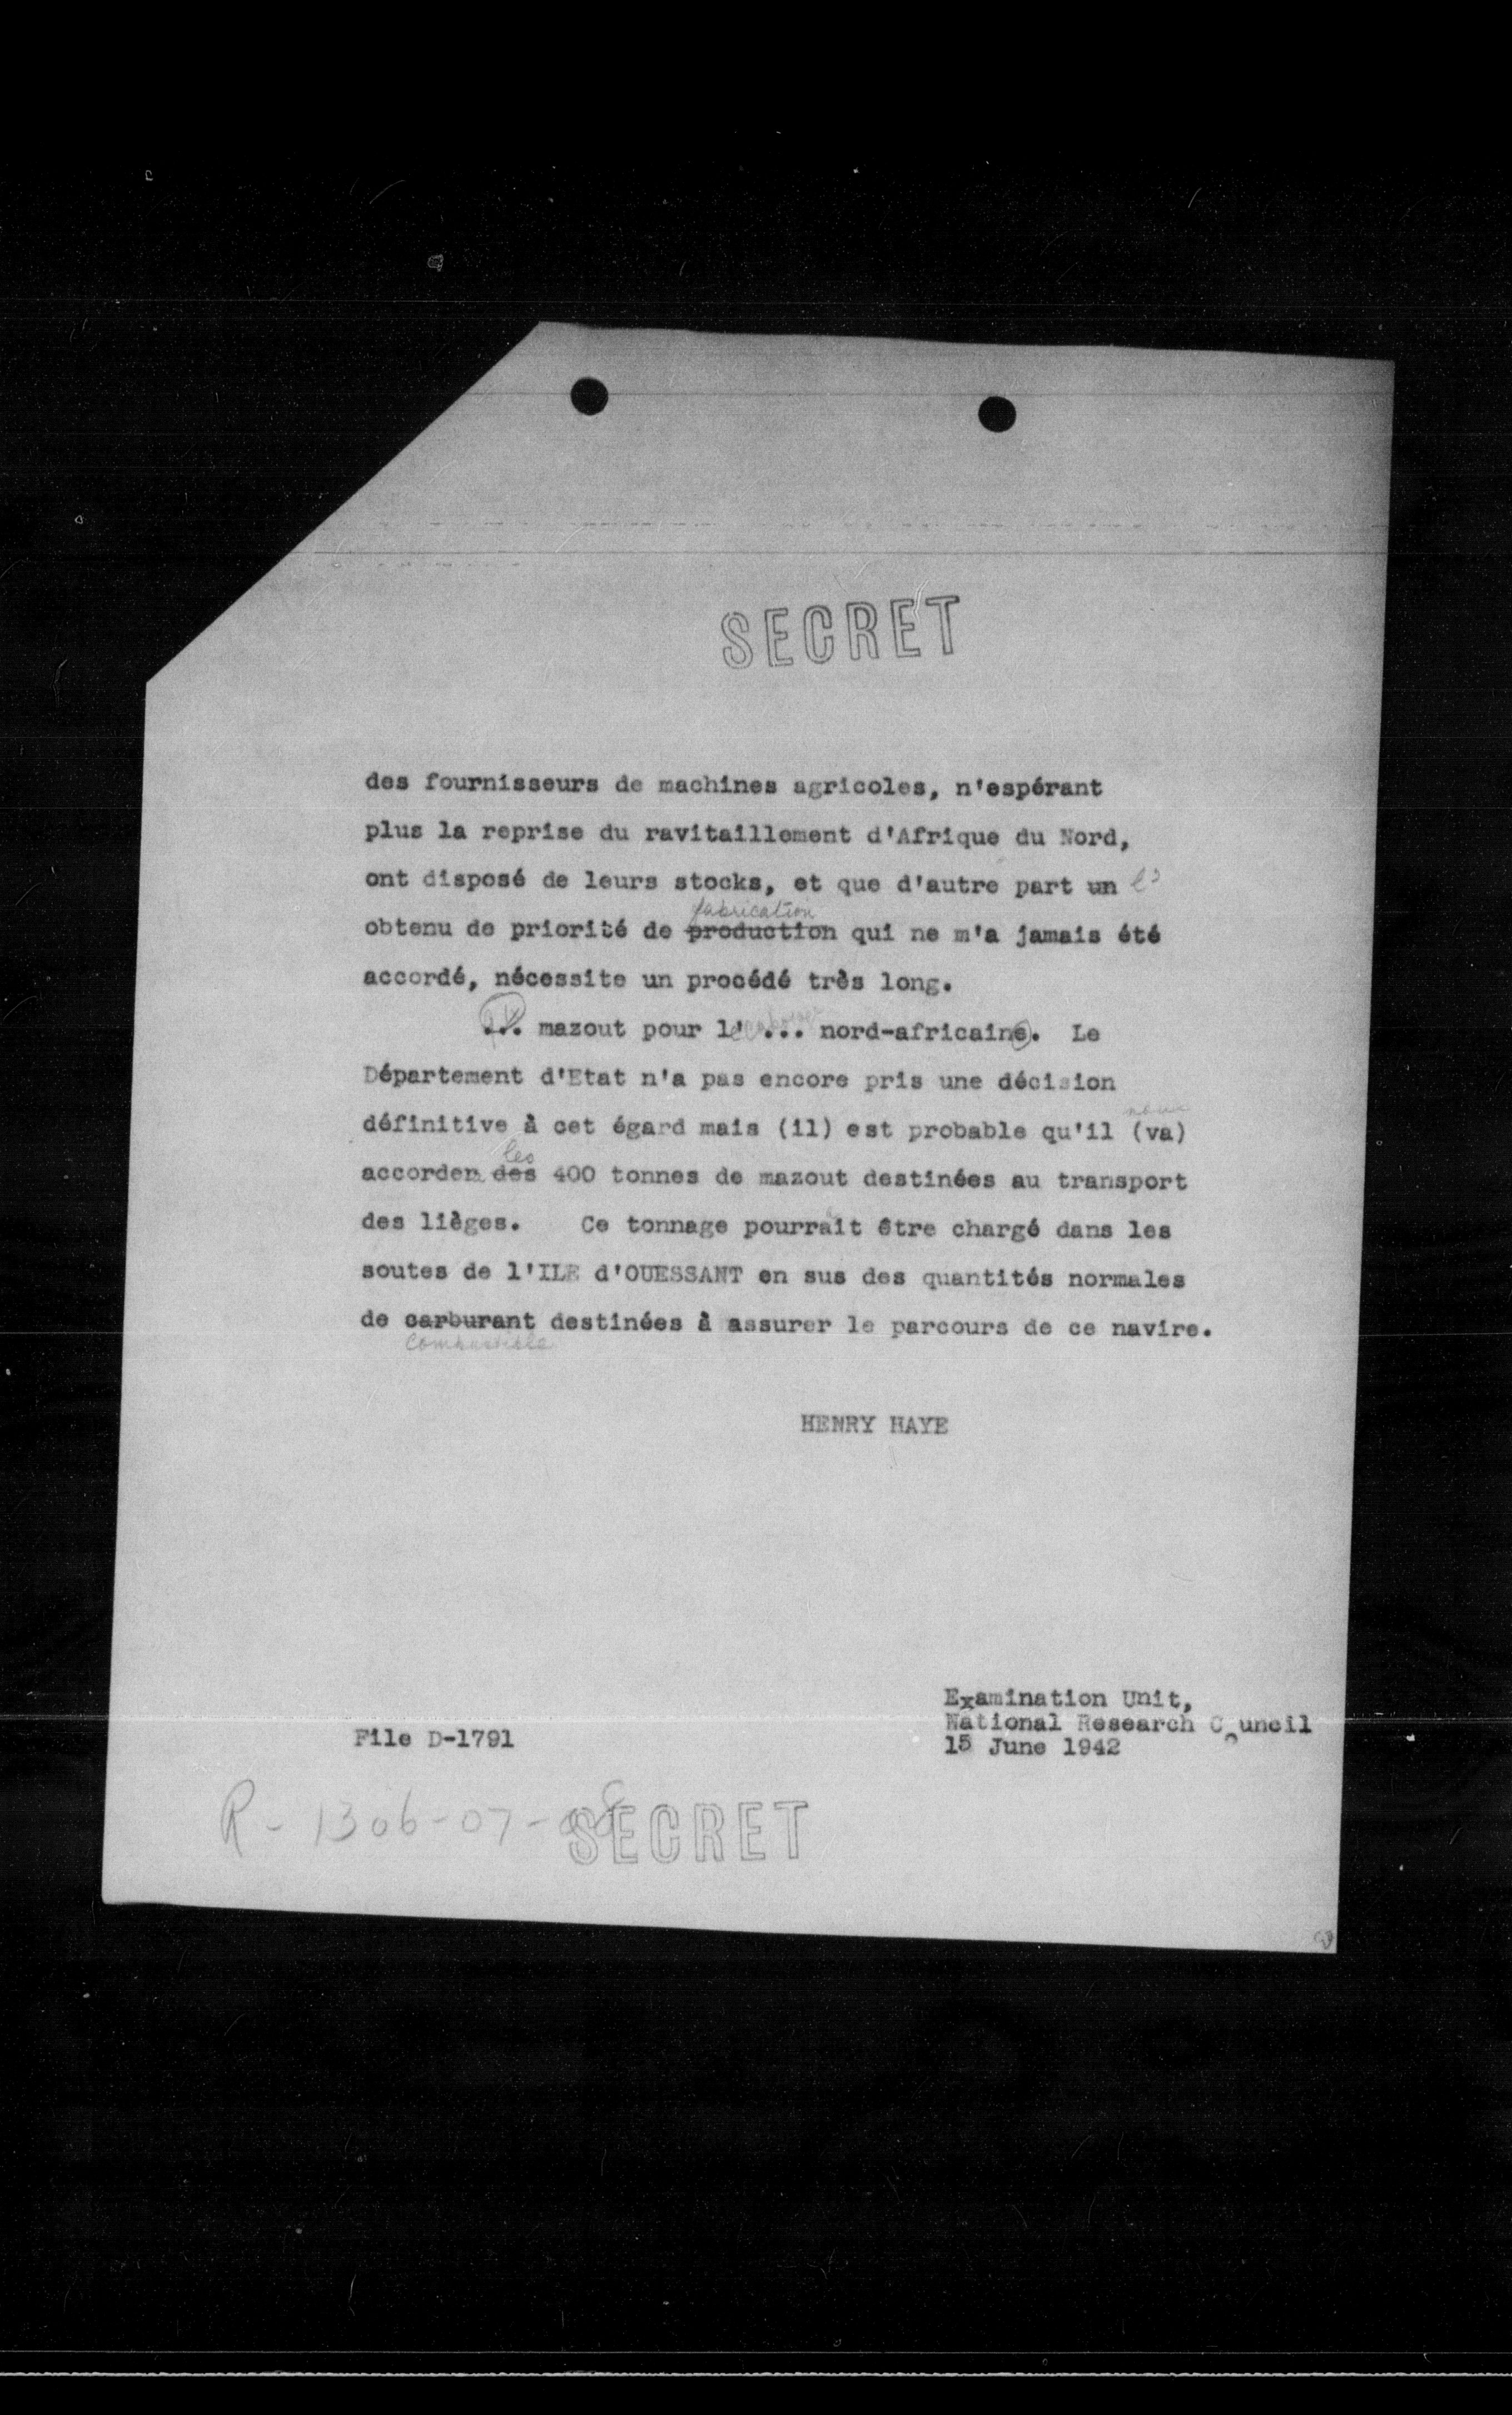 SECRET
des fournisseurs de machines agricoles, n'espérant
plus la reprise du ravitaillement d'Afrique du Nord,
ont disposé de leurs stocks, et que d'autre part un l'
fabrication
obtenu de priorité de production qui ne m'a jamais été
accordé, nécessite un procédé très long.
... mazout pour l' ... nord-africaine. Le
Département d'Etat n'a pas encore pris une décision
nous
définitive à cet égard mais (il) est probable qu'il (va)
les
accorder des 400 tonnes de mazout destinées au transport
des lièges. Ce tonnage pourrait être chargé dans les
soutes de l'ILE d'OUESSANT en sus des quantités normales
de carburant destinées à assurer le parcours de ce navire.
combustible
HENRY HAYE
Examination Unit,
National Research Council
File D-1791
15 June 1942
R-1306-07-08
SECRET